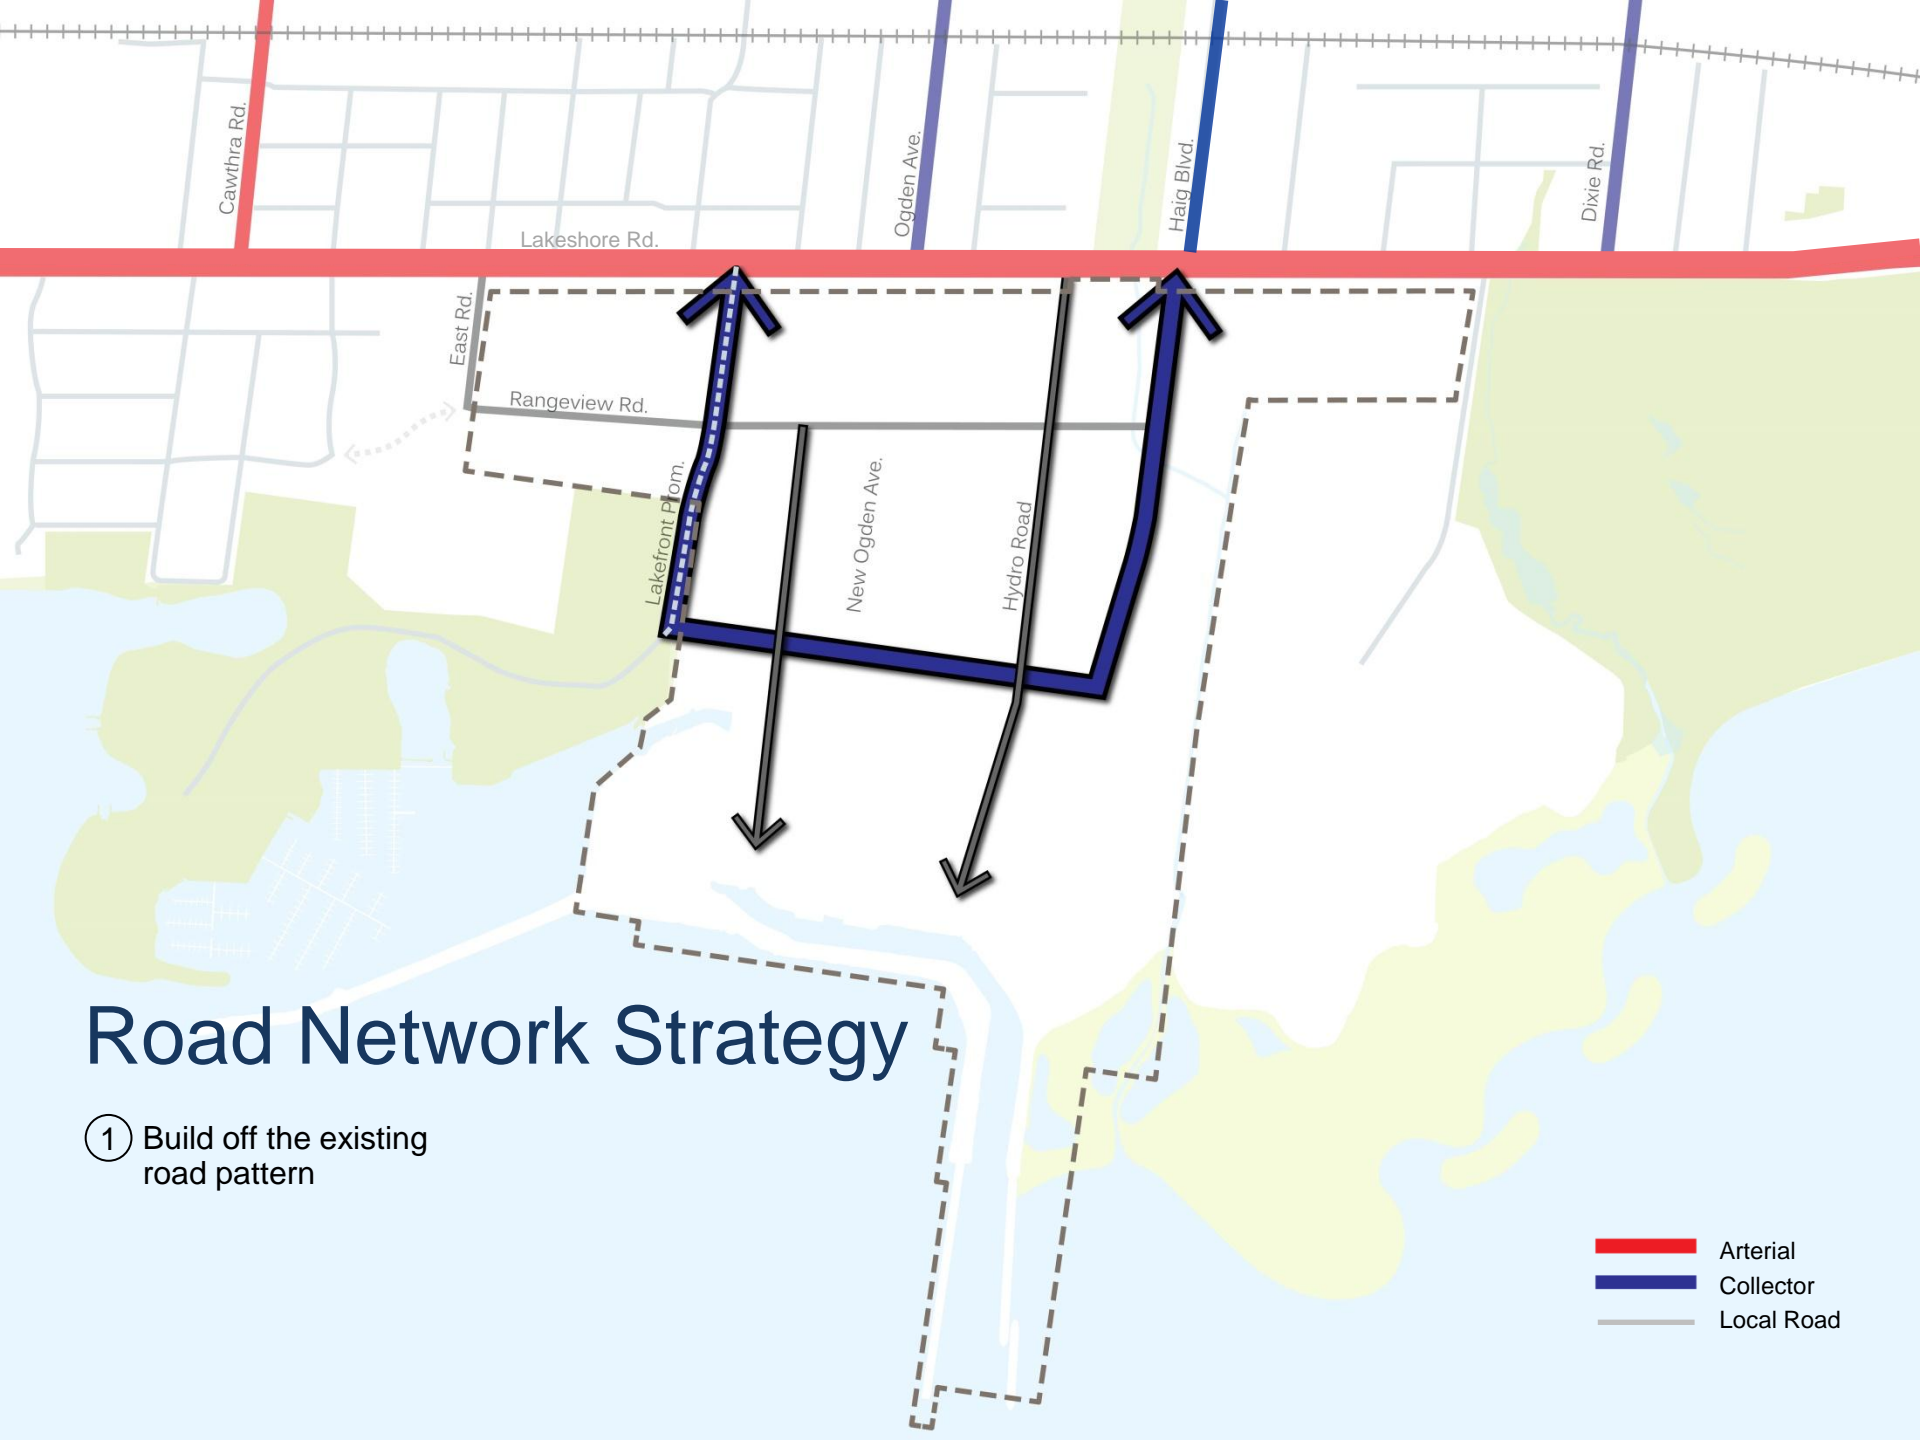 Cawthra Rd.
Ogden Ave.
Haig Blvd.
Dixie Rd.
Lakeshore Rd.
East Rd.
Rangeview Rd.
Lakefront Prom.
New Ogden Ave.
Hydro Road
Road Network Strategy
1 Build off the existing
road pattern
Arterial
Collector
Local Road